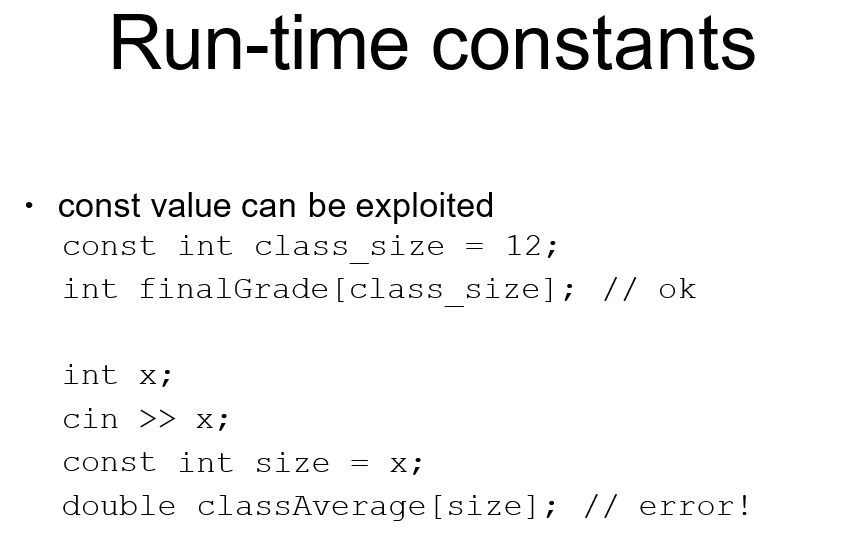 Run-time constants
• const value can be exploited
const int class_size = 12;
int finalGrade[class_size]; // ok
int x;
cin >> x;
const int size = x;
double classAverage[size]; // error!